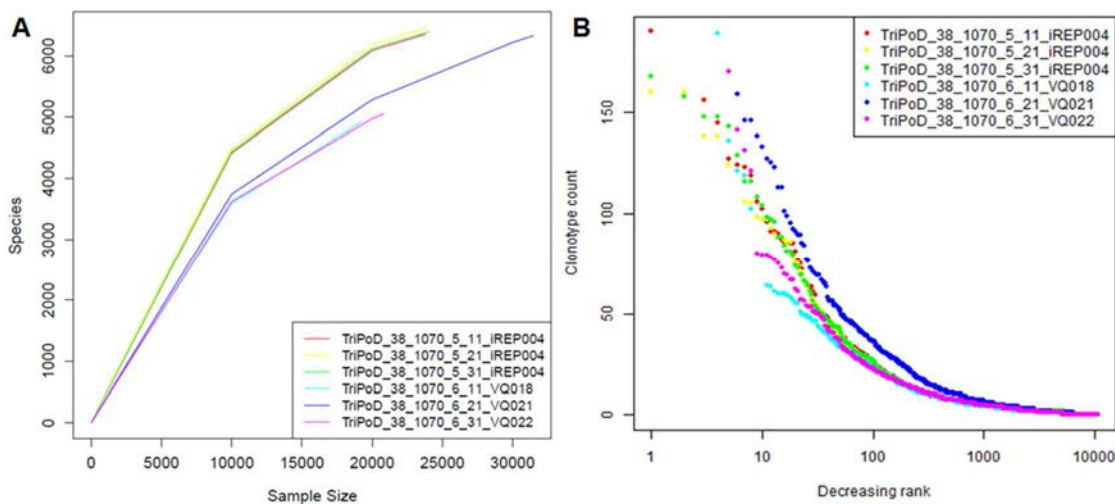 A
Species
0
1000
2000
3000
4000
5000
6000
0 5000 10000 15000 20000 25000 30000
Sample Size
TriPoD_38_1070_5_11_iREP004
TriPoD_38_1070_5_21_iREP004
TriPoD_38_1070_5_31_iREP004
TriPoD_38_1070_6_11_VQ018
TriPoD_38_1070_6_21_VQ021
TriPoD_38_1070_6_31_VQ022
B
Clonotype count
0
50
100
150
1 10 100 1000 10000
Decreasing rank
TriPoD_38_1070_5_11_iREP004
TriPoD_38_1070_5_21_iREP004
TriPoD_38_1070_5_31_iREP004
TriPoD_38_1070_6_11_VQ018
TriPoD_38_1070_6_21_VQ021
TriPoD_38_1070_6_31_VQ022